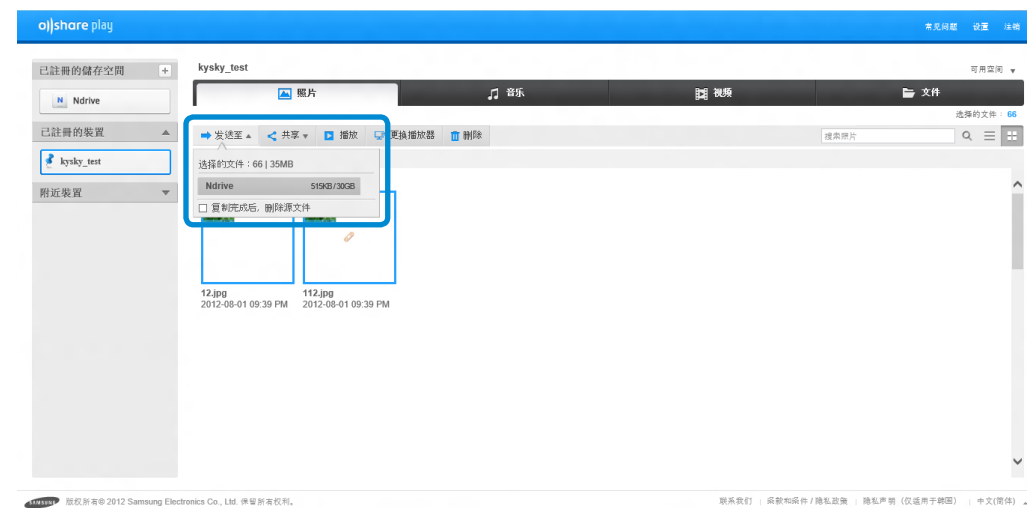 allshare play
常见问题 设置 注销
已註冊的儲存空間 +
N Ndrive
已註冊的裝置
kysky_test
附近裝置
kysky_test
可用空间
照片 音乐 视频 文件
选择的文件：66
发送至 共享 播放 更换播放器 删除
搜索照片
选择的文件：66 | 35MB
Ndrive 515KB/30GB
复制完成后，删除源文件
12.jpg 112.jpg
2012-08-01 09:39 PM 2012-08-01 09:39 PM
SAMSUNG 版权所有© 2012 Samsung Electronics Co., Ltd. 保留所有权利。
联系我们 | 条款和条件 / 隐私政策 | 隐私声明（仅适用于韩国） | 中文(简体)